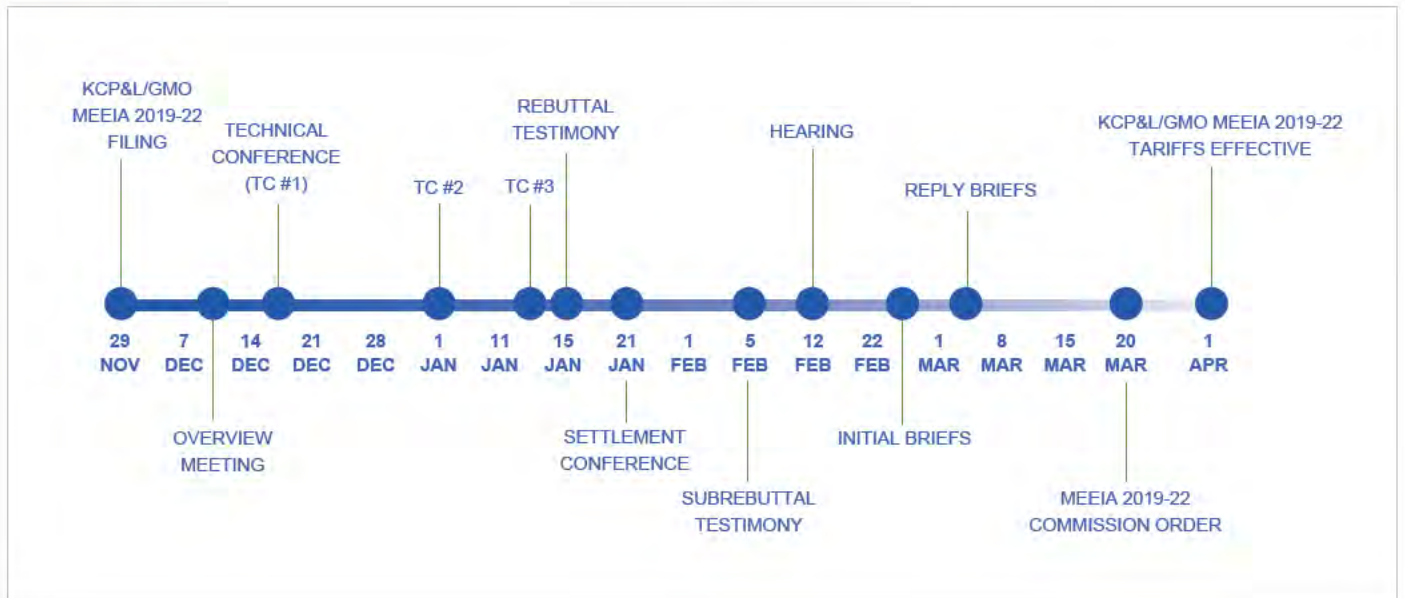 KCP&L/GMO
MEEIA 2019-22
FILING
TECHNICAL
CONFERENCE
(TC #1)
TC #2
TC #3
REBUTTAL
TESTIMONY
HEARING
REPLY BRIEFS
KCP&L/GMO MEEIA 2019-22
TARIFFS EFFECTIVE
29 7 14 21 28 1 11 15 21 1 5 12 22 1 8 15 20 1
NOV DEC DEC DEC DEC JAN JAN JAN JAN FEB FEB FEB FEB MAR MAR MAR MAR APR
OVERVIEW
MEETING
SETTLEMENT
CONFERENCE
SUBREBUTTAL
TESTIMONY
INITIAL BRIEFS
MEEIA 2019-22
COMMISSION ORDER